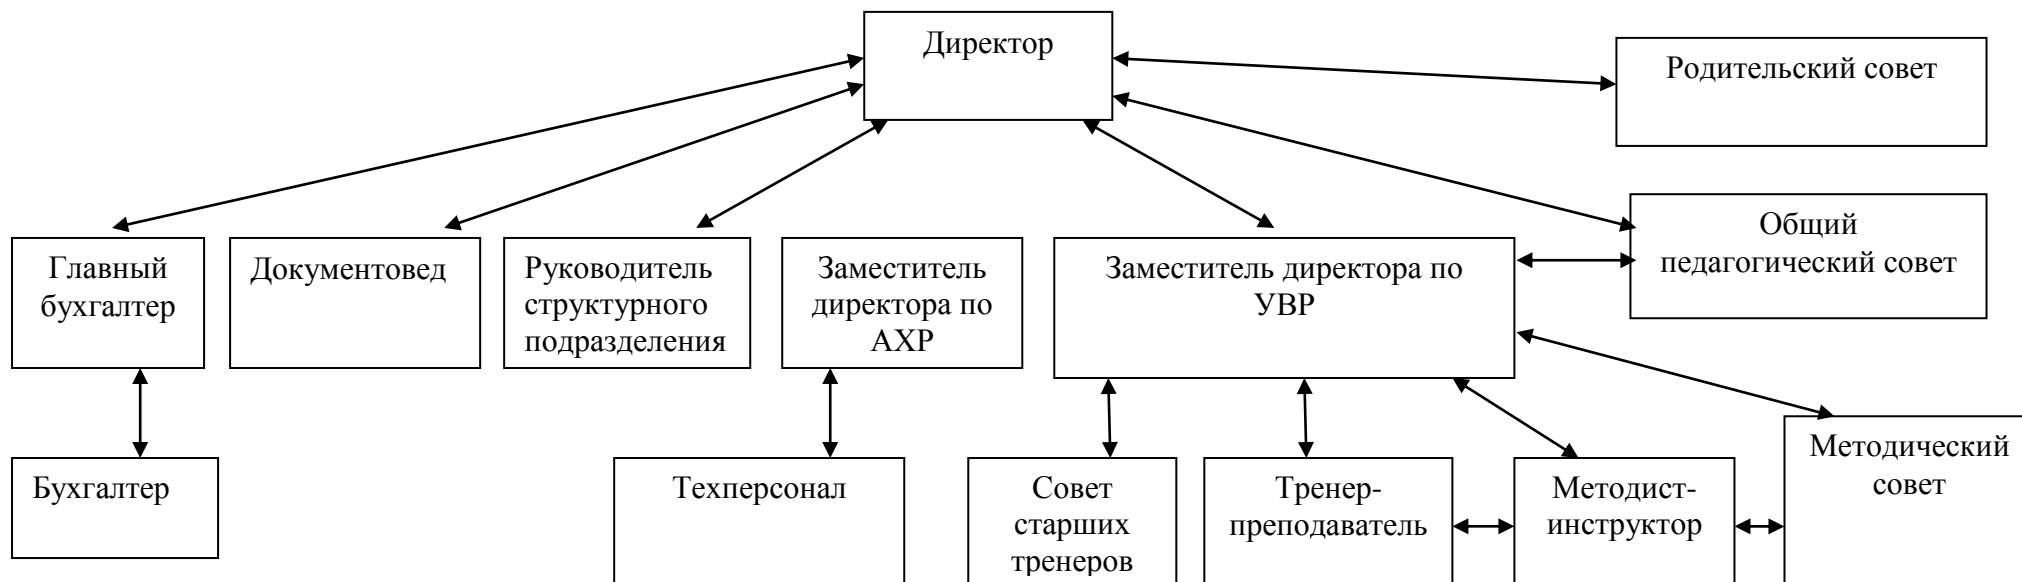 Директор
Родительский совет
Общий
педагогический совет
Главный
бухгалтер
Документовед
Руководитель
структурного
подразделения
Заместитель
директора по
АХР
Заместитель директора по
УВР
Бухгалтер
Техперсонал
Совет
старших
тренеров
Тренер-
преподаватель
Методист-
инструктор
Методический
совет